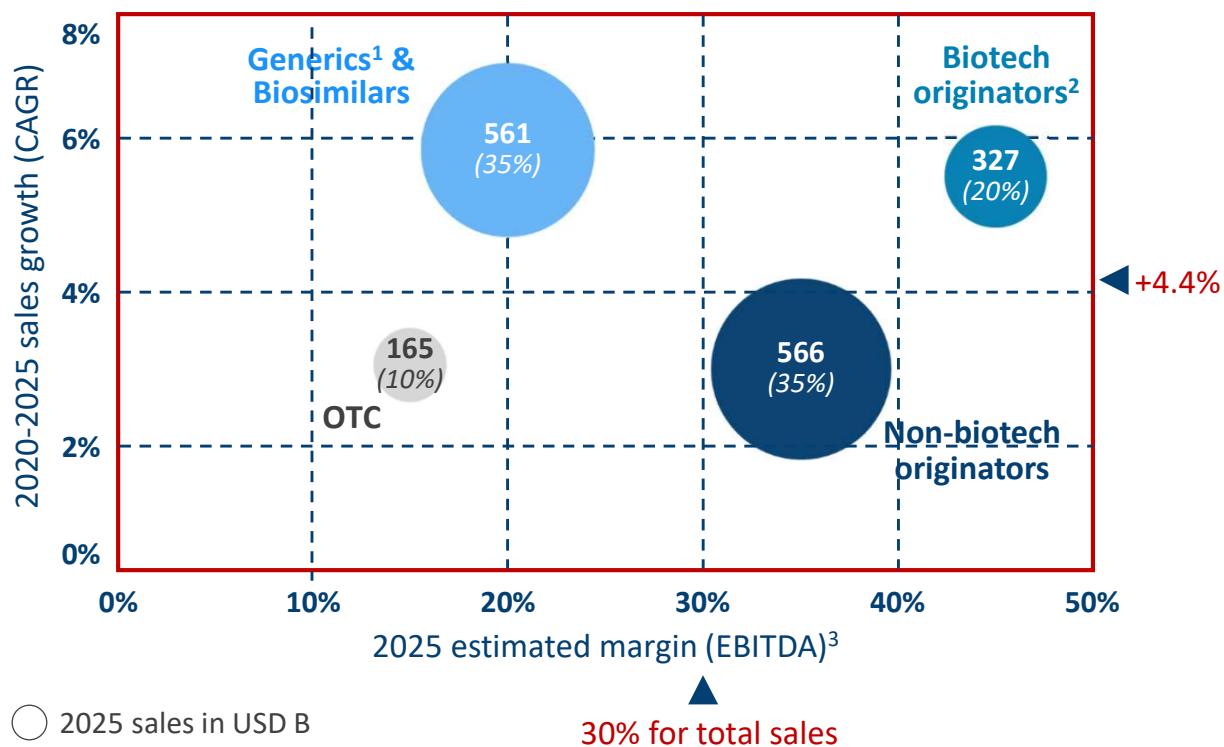 2020-2025 sales growth (CAGR)
8%
6%
4%
2%
0%
Generics¹ &
Biosimilars
561
(35%)
Biotech
originators²
327
(20%)
+4.4%
165
(10%)
OTC
566
(35%)
Non-biotech
originators
0%
10%
20%
30%
40%
50%
2025 estimated margin (EBITDA)³
2025 sales in USD B
30% for total sales